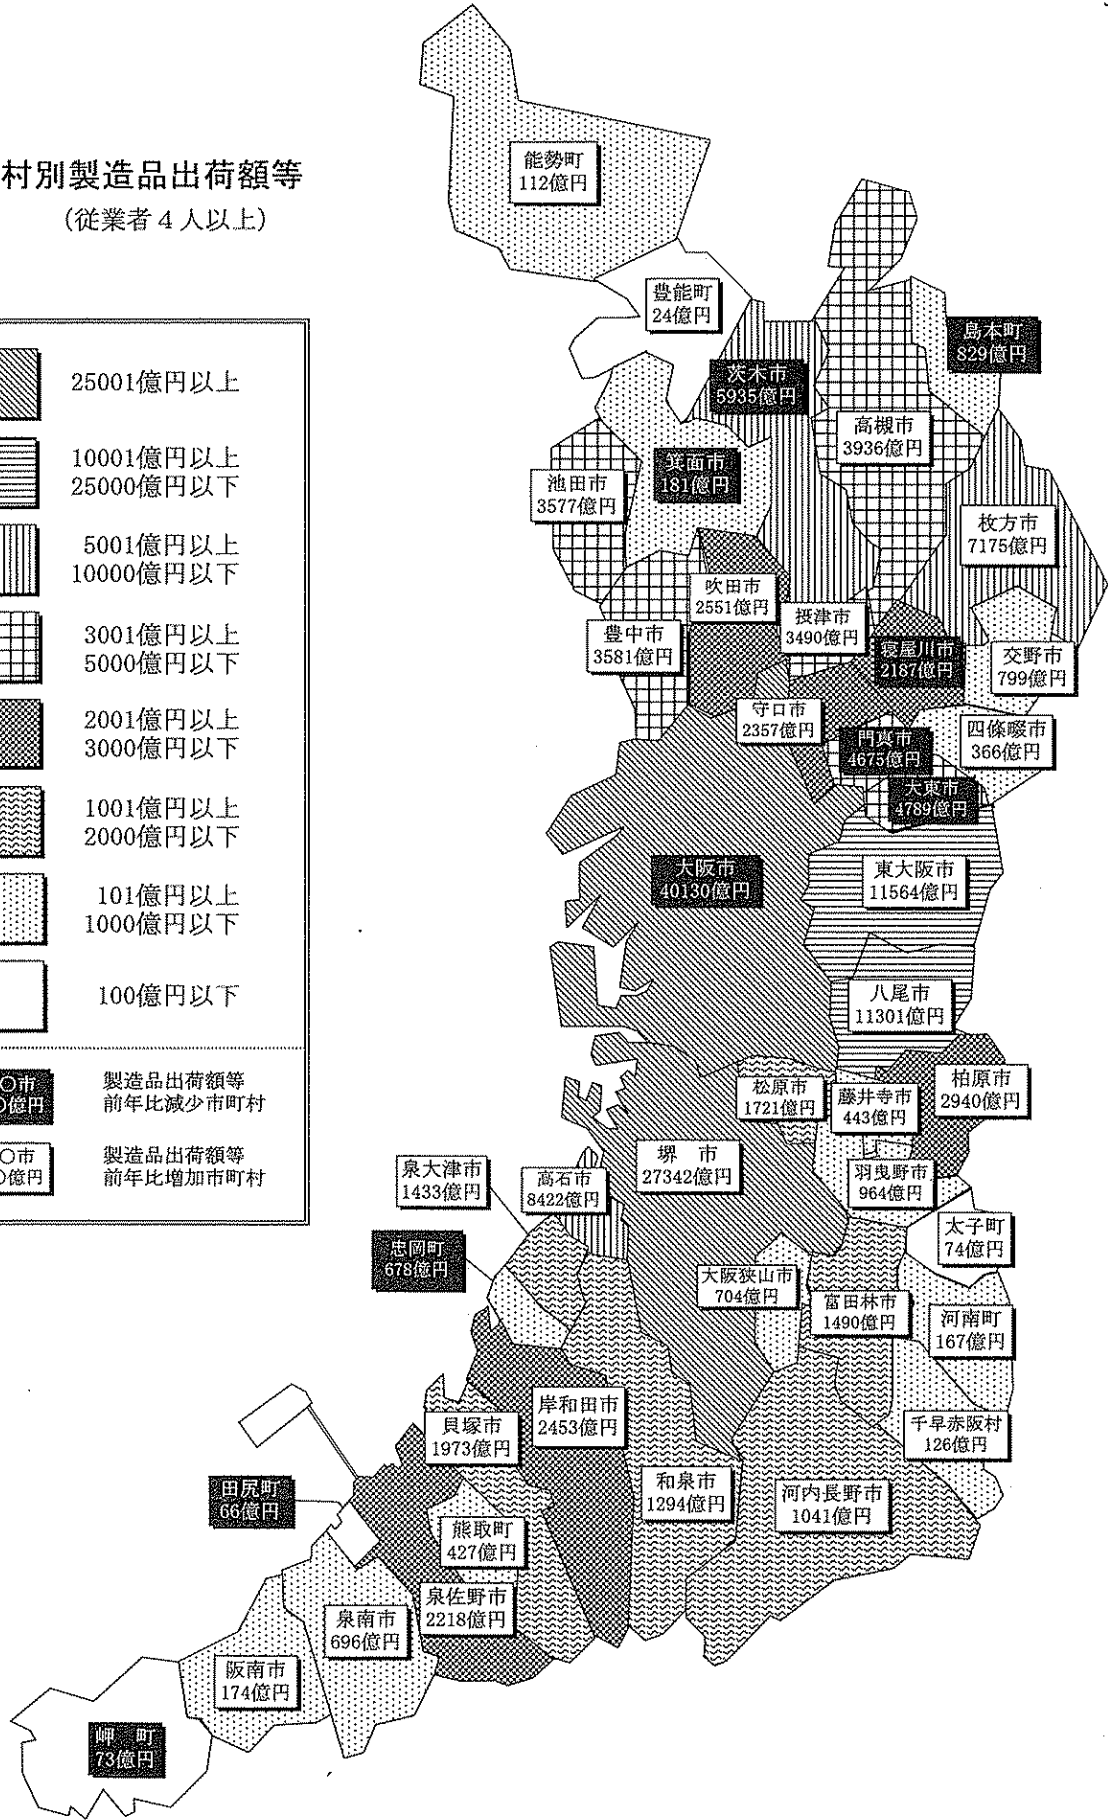 村別製造品出荷額等
(従業者４人以上)
25001億円以上
10001億円以上
25000億円以下
5001億円以上
10000億円以下
3001億円以上
5000億円以下
2001億円以上
3000億円以下
1001億円以上
2000億円以下
101億円以上
1000億円以下
100億円以下
○市
○億円
製造品出荷額等
前年比減少市町村
○市
○億円
製造品出荷額等
前年比増加市町村
能勢町
112億円
豊能町
24億円
島本町
829億円
茨木市
5935億円
高槻市
3936億円
箕面市
181億円
池田市
3577億円
枚方市
7175億円
吹田市
2551億円
摂津市
3490億円
豊中市
3581億円
寝屋川市
2187億円
交野市
799億円
守口市
2357億円
四條畷市
366億円
門真市
4675億円
大東市
4789億円
大阪市
40130億円
東大阪市
11564億円
八尾市
11301億円
松原市
1721億円
藤井寺市
443億円
柏原市
2940億円
堺　市
27342億円
泉大津市
1433億円
高石市
8422億円
羽曳野市
964億円
太子町
74億円
忠岡町
678億円
大阪狭山市
704億円
富田林市
1490億円
河南町
167億円
岸和田市
2453億円
貝塚市
1973億円
千早赤阪村
126億円
和泉市
1294億円
河内長野市
1041億円
田尻町
66億円
熊取町
427億円
泉佐野市
2218億円
泉南市
696億円
阪南市
174億円
岬　町
73億円